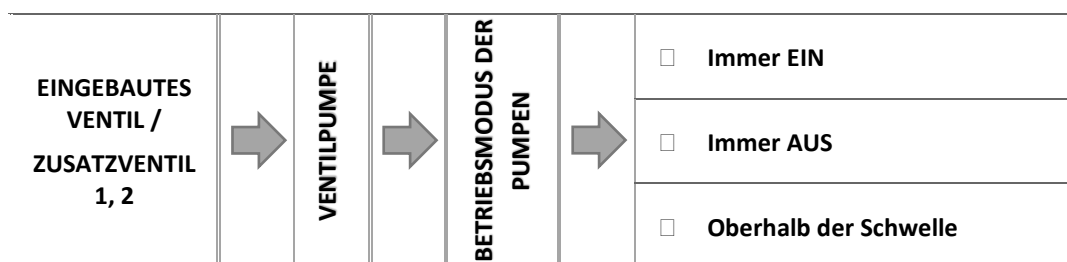 EINGEBAUTES
VENTIL /
ZUSATZVENTIL
1, 2
VENTILPUMPE
BETRIEBSMODUS DER
PUMPEN
Immer EIN
Immer AUS
Oberhalb der Schwelle